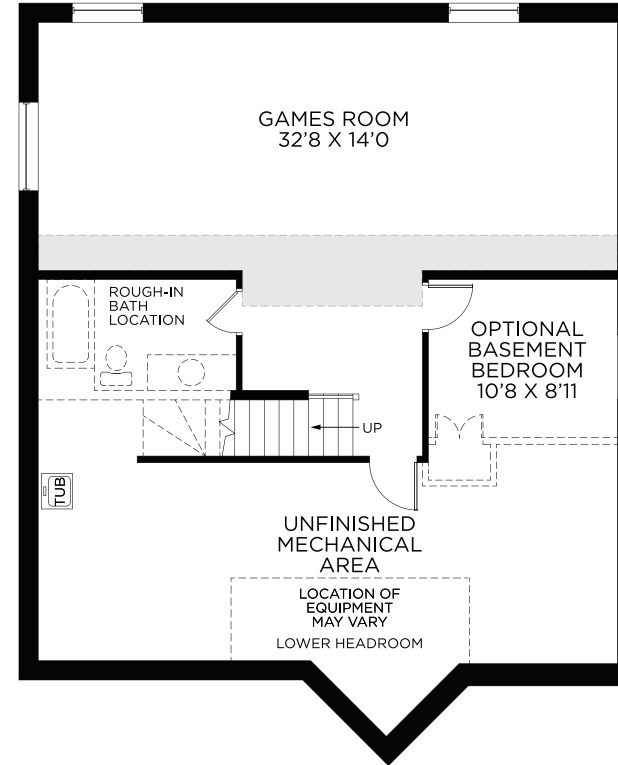 GAMES ROOM
32'8 X 14'0
ROUGH-IN
BATH
LOCATION
OPTIONAL
BASEMENT
BEDROOM
10'8 X 8'11
UP
TUB
UNFINISHED
MECHANICAL
AREA
LOCATION OF
EQUIPMENT
MAY VARY
LOWER HEADROOM